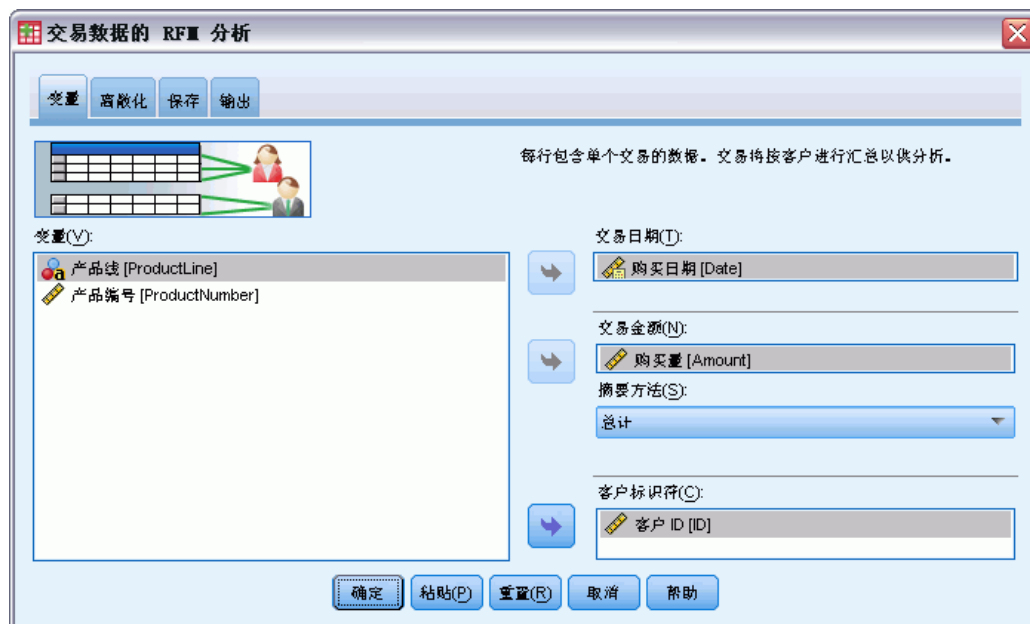 交易数据的 RFM 分析
变量 离散化 保存 输出
每行包含单个交易的数据。交易将按客户进行汇总以供分析。
变量(V):
产品线 [ProductLine]
产品编号 [ProductNumber]
交易日期(T):
购买日期 [Date]
交易金额(N):
购买量 [Amount]
摘要方法(S):
总计
客户标识符(C):
客户 ID [ID]
确定 粘贴(P) 重置(R) 取消 帮助